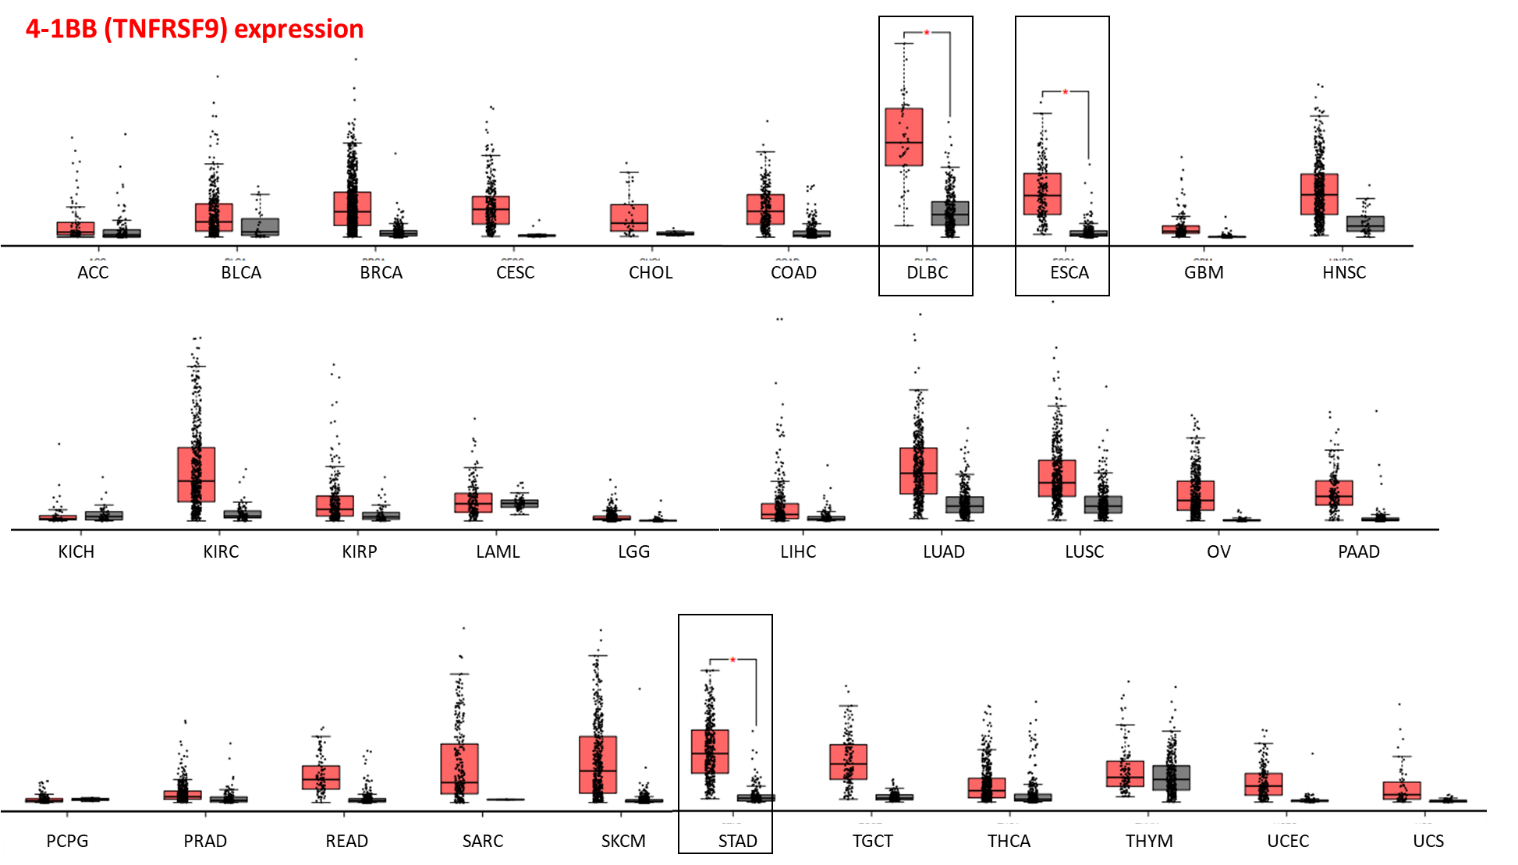 4-1BB (TNFRSF9) expression
*
*
ACC BLCA BRCA CESC CHOL COAD DLBC ESCA GBM HNSC
KICH KIRC KIRP LAML LGG LIHC LUAD LUSC OV PAAD
*
PCPG PRAD READ SARC SKCM STAD TGCT THCA THYM UCEC UCS